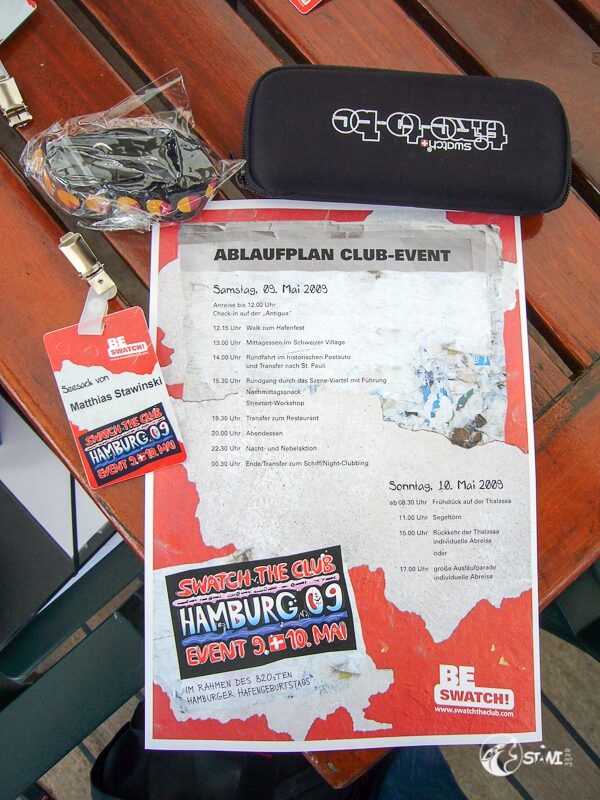 swatch
ABLAUFPLAN CLUB-EVENT
Samstag, 09. Mai 2009
Anreise bis 12.00 Uhr
Check-in auf der „Antigua"
12.15 Uhr Walk zum Hafenfest
13.00 Uhr Mittagessen im Schweizer Village
14.00 Uhr Rundfahrt im historischen Postauto
und Transfer nach St. Pauli
15.30 Uhr Rundgang durch das Szene-Viertel mit Führung
Nachmittagssnack
Streetart-Workshop
19.30 Uhr Transfer zum Restaurant
20.00 Uhr Abendessen
22.30 Uhr Nacht- und Nebelaktion
00.30 Uhr Ende/Transfer zum Schiff/Night-Clubbing
Sonntag, 10. Mai 2009
ab 08.30 Uhr Frühstück auf der Thalassa
11.00 Uhr Segeltörn
15.00 Uhr Rückkehr der Thalassa
individuelle Abreise
oder
17.00 Uhr große Auslaufparade
individuelle Abreise
BE
SWATCH!
Seesack von
Matthias Stawinski
SWATCH THE CLUB
HAMBURG 09
EVENT 9.+10. MAI
SWATCH THE CLUB
HAMBURG 09
EVENT 9.+10. MAI
IM RAHMEN DES 820sten
HAMBURGER HAFENGEBURTSTAGS
BE
SWATCH!
www.swatchtheclub.com
STANI